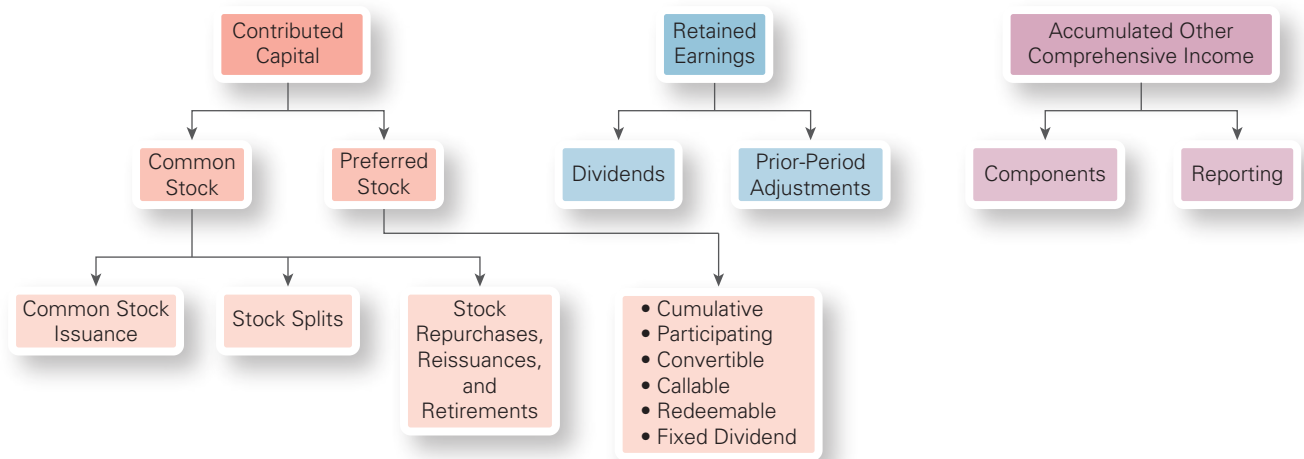 Contributed
Capital
Retained
Earnings
Accumulated Other
Comprehensive Income
Common
Stock
Preferred
Stock
Dividends
Prior-Period
Adjustments
Components
Reporting
Common Stock
Issuance
Stock Splits
Stock
Repurchases,
Reissuances,
and
Retirements
• Cumulative
• Participating
• Convertible
• Callable
• Redeemable
• Fixed Dividend